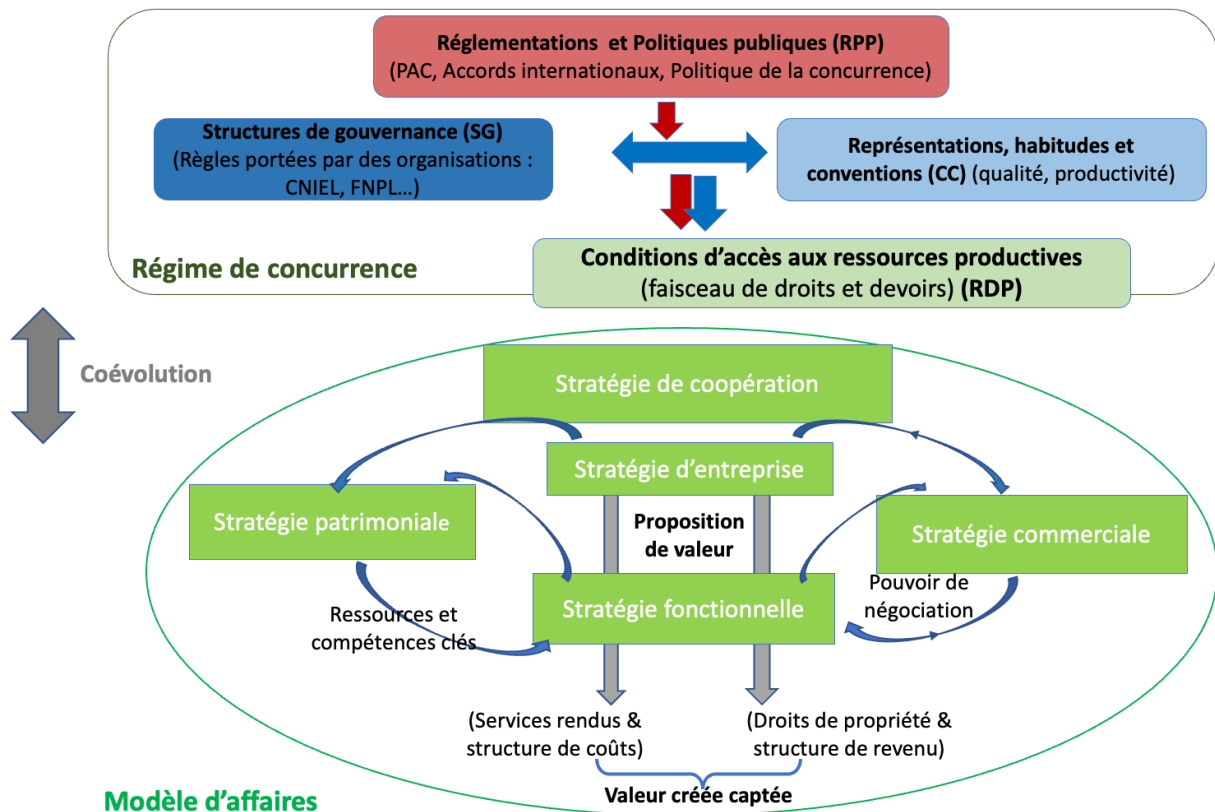 Réglementations et Politiques publiques (RPP)
(PAC, Accords internationaux, Politique de la concurrence)
Structures de gouvernance (SG)
(Règles portées par des organisations :
CNIEL, FNPL...)
Représentations, habitudes et
conventions (CC) (qualité, productivité)
Conditions d'accès aux ressources productives
(faisceau de droits et devoirs) (RDP)
Régime de concurrence
Coévolution
Stratégie de coopération
Stratégie d'entreprise
Stratégie patrimoniale
Proposition
de valeur
Stratégie commerciale
Stratégie fonctionnelle
Pouvoir de
négociation
Ressources et
compétences clés
(Services rendus &
structure de coûts)
(Droits de propriété &
structure de revenu)
Valeur créée captée
Modèle d'affaires